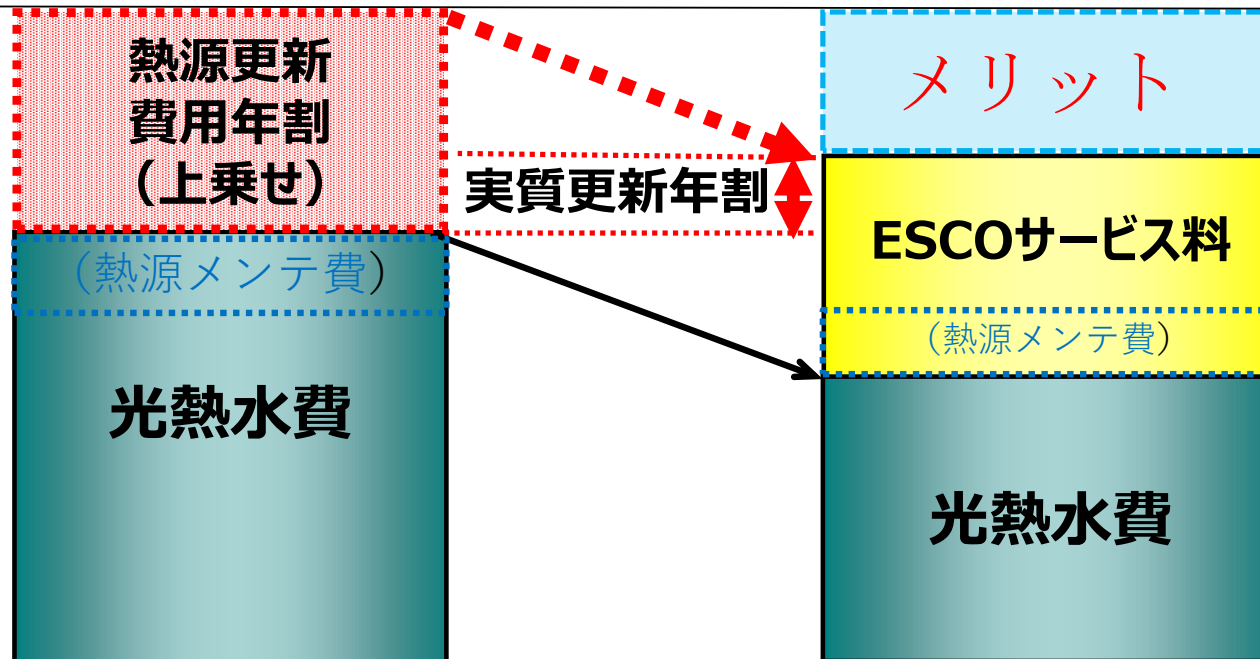 熱源更新
費用年割
（上乗せ）
（熱源メンテ費）
光熱水費
実質更新年割
メリット
ESCOサービス料
（熱源メンテ費）
光熱水費